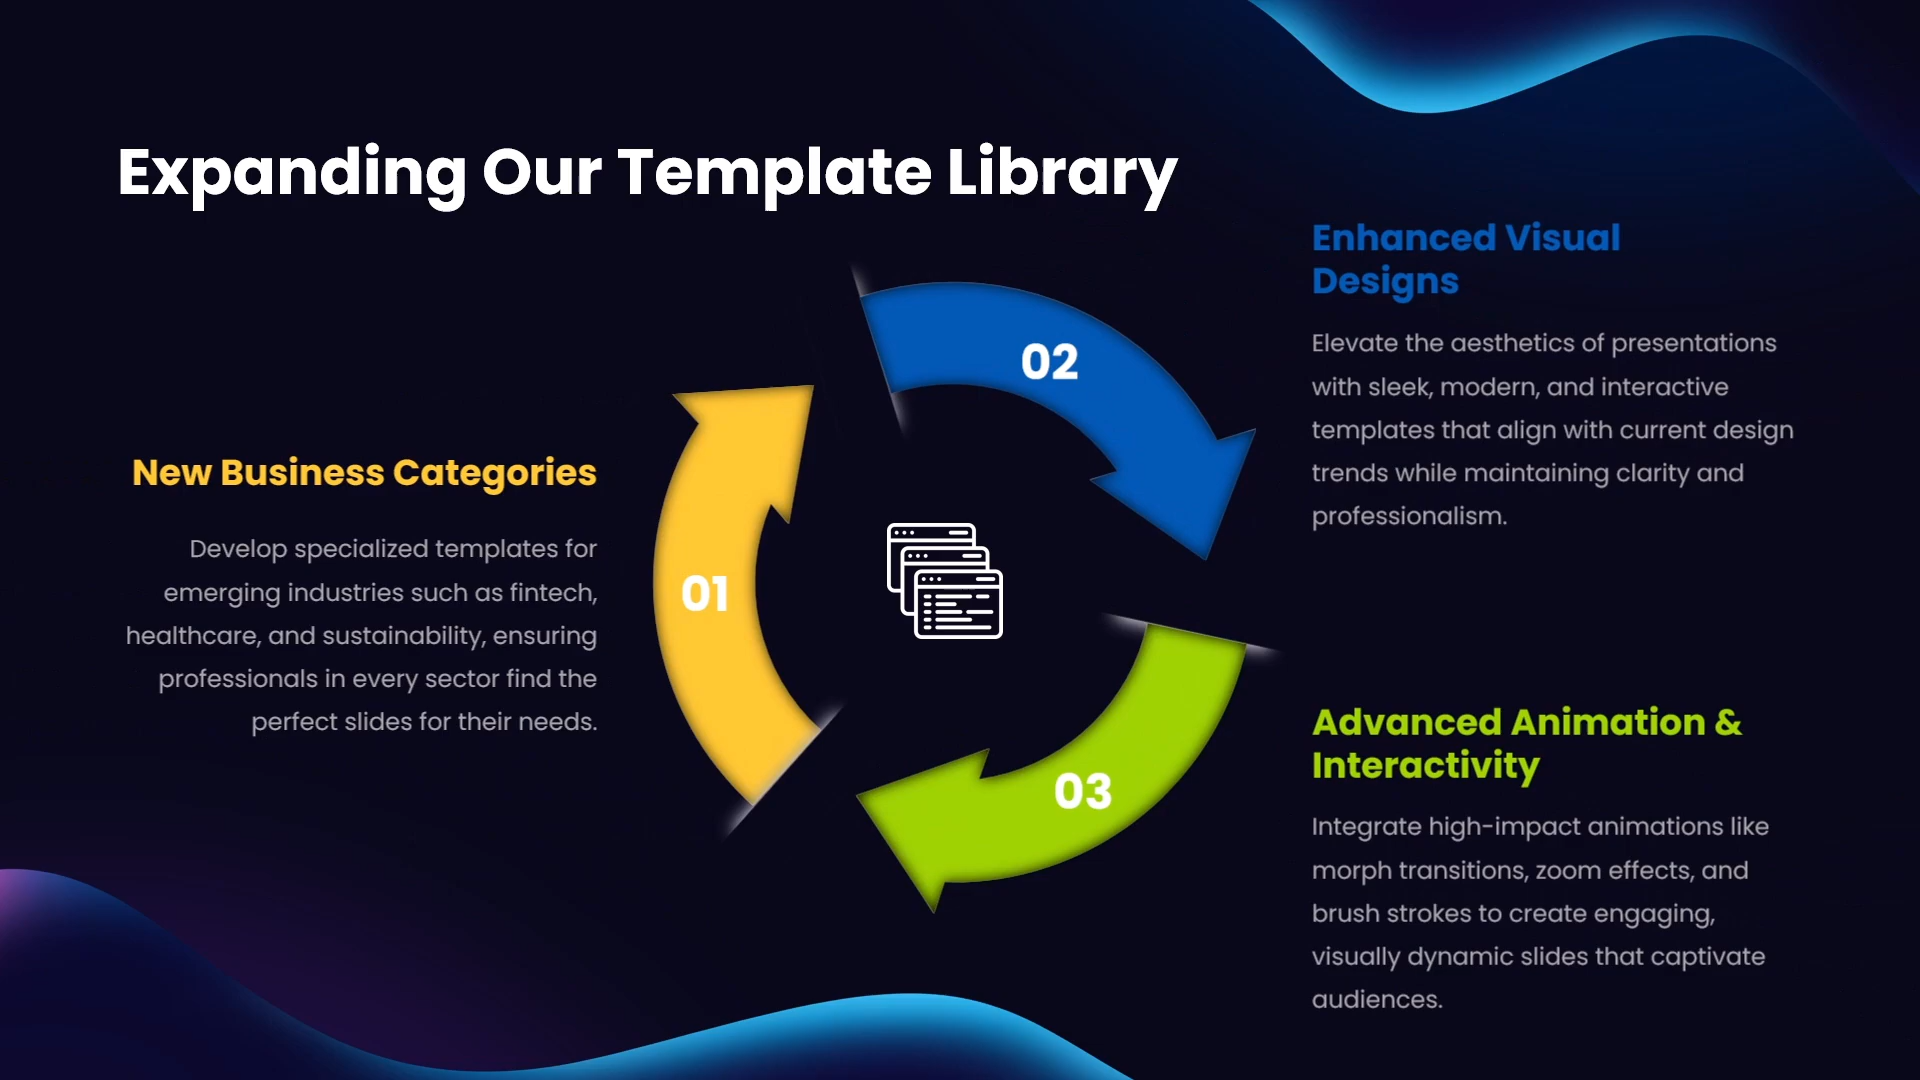 Expanding Our Template Library
01
New Business Categories
Develop specialized templates for
emerging industries such as fintech,
healthcare, and sustainability, ensuring
professionals in every sector find the
perfect slides for their needs.
02
Enhanced Visual
Designs
Elevate the aesthetics of presentations
with sleek, modern, and interactive
templates that align with current design
trends while maintaining clarity and
professionalism.
03
Advanced Animation &
Interactivity
Integrate high-impact animations like
morph transitions, zoom effects, and
brush strokes to create engaging,
visually dynamic slides that captivate
audiences.